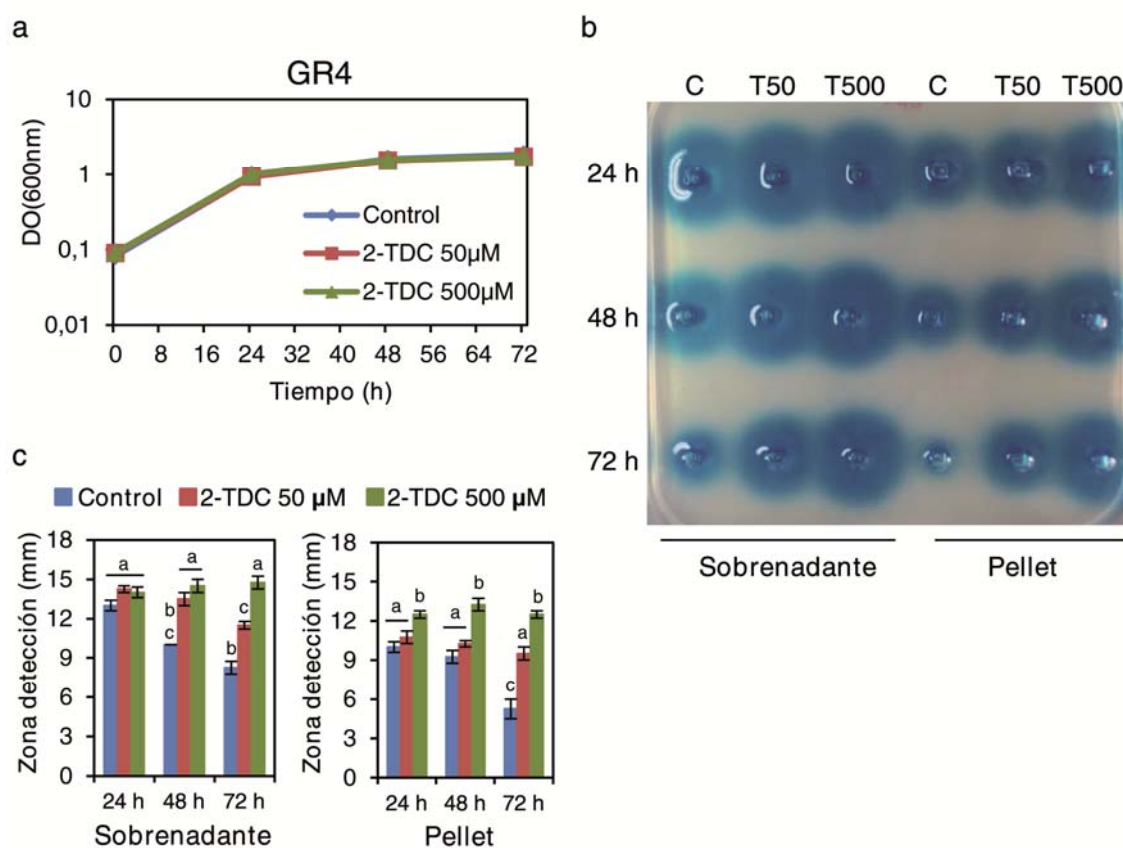 a
GR4
10
1
0,1
0,01
DO(600nm)
Control
2-TDC 50µM
2-TDC 500µM
0 8 16 24 32 40 48 56 64 72
Tiempo (h)
b
C T50 T500 C T50 T500
24 h
48 h
72 h
Sobrenadante Pellet
c
Control 2-TDC 50 µM 2-TDC 500 µM
Zona detección (mm)
18
15
12
9
6
3
0
a
a
a
b
c
c
b
24 h 48 h 72 h
Sobrenadante
Zona detección (mm)
18
15
12
9
6
3
0
a
b
a
b
c
a
b
24 h 48 h 72 h
Pellet